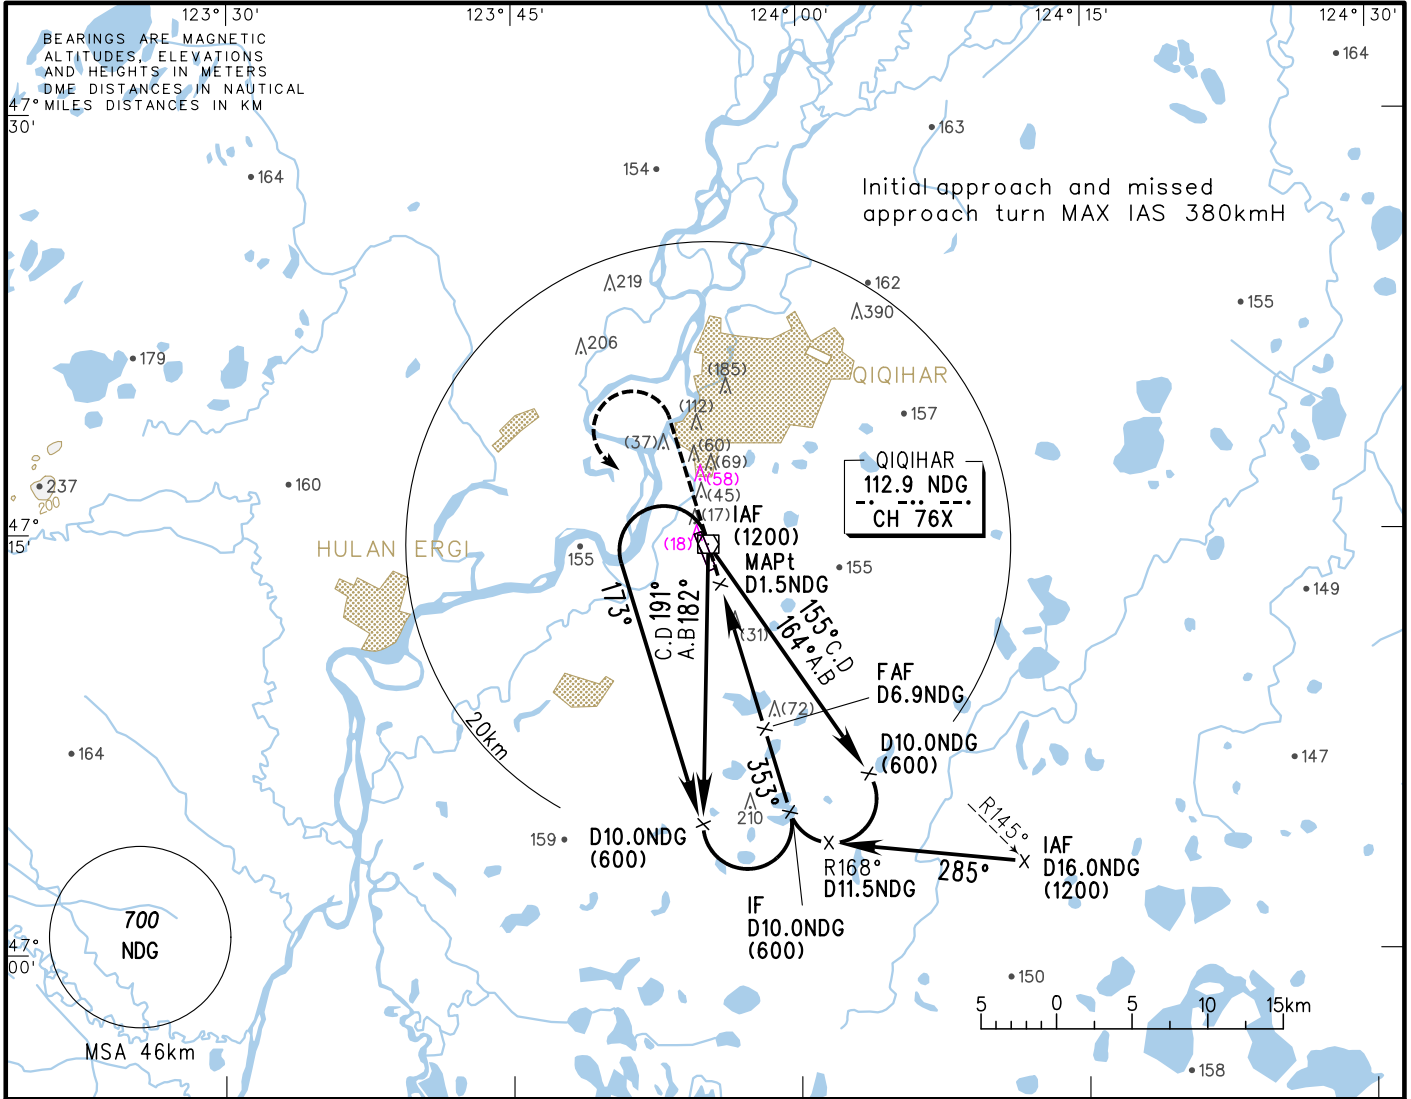 123° 30'
123° 45'
124° 00'
124° 15'
124° 30'
BEARINGS ARE MAGNETIC
ALTITUDES, ELEVATIONS
AND HEIGHTS IN METERS
DME DISTANCES IN NAUTICAL
MILES DISTANCES IN KM
47°
30'
164
163
154
164
Initial approach and missed
approach turn MAX IAS 380kmH
219
162
390
155
206
179
(185)
QIQIHAR
(112)
157
(37)
(60)
(69)
(58)
(45)
(17)
(18)
237
200
160
QIQIHAR
112.9 NDG
CH 76X
47°
15'
HULAN ERGI
155
IAF
(1200)
MAPt
D1.5NDG
155
149
173°
C.D 191°
A.B 182°
155° C.D
164° A.B
(31)
FAF
D6.9NDG
(72)
20km
D10.0NDG
(600)
164
147
353°
210
R145°
159
D10.0NDG
(600)
R168°
D11.5NDG
285°
IAF
D16.0NDG
(1200)
IF
D10.0NDG
(600)
700
NDG
47°
00'
150
5 0 5 10 15km
MSA 46km
158